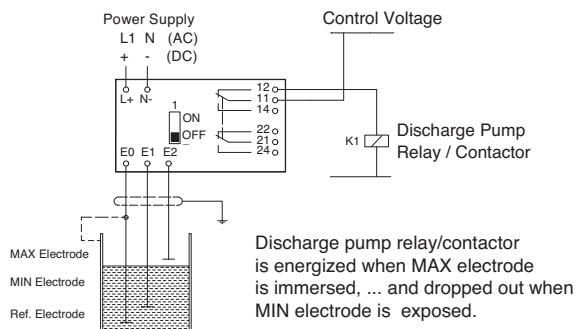 Power Supply
L1 N (AC)
+ - (DC)
Control Voltage
L+ N-
1
ON
OFF
12
11
14
22
21
24
E0 E1 E2
K1
Discharge Pump
Relay / Contactor
MAX Electrode
MIN Electrode
Ref. Electrode
Discharge pump relay/contactor
is energized when MAX electrode
is immersed, ... and dropped out when
MIN electrode is exposed.